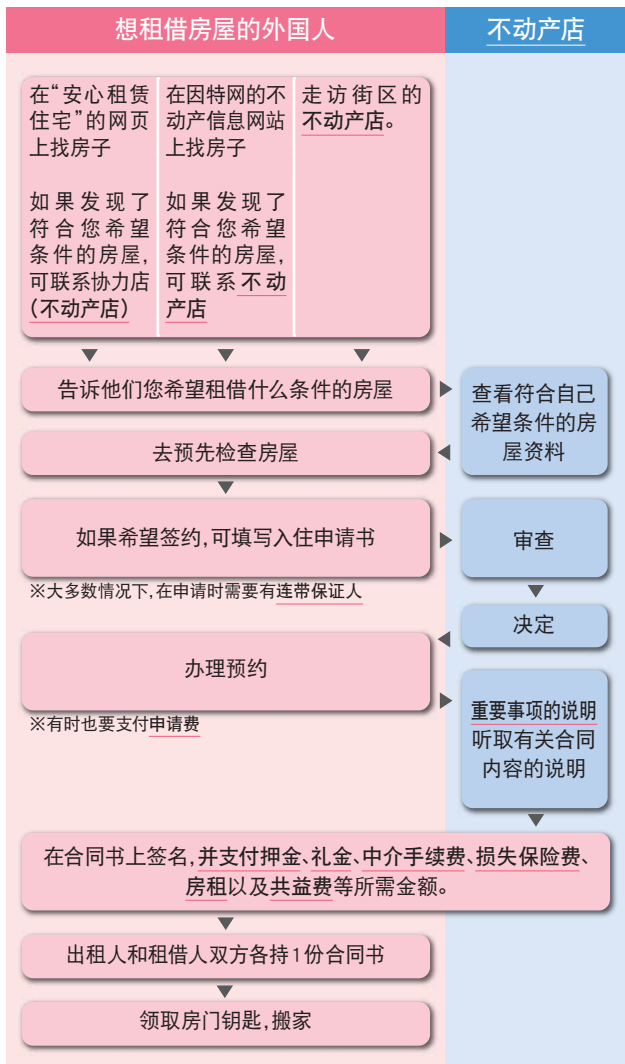 想租借房屋的外国人
不动产店
在“安心租赁
住宅”的网页
上找房子
如果发现了
符合您希望
条件的房屋,
可联系协力店
(不动产店)
在因特网的不
动产信息网站
上找房子
如果发现了
符合您希望
条件的房屋,
可联系不动
产店
走访街区的
不动产店。
告诉他们您希望租借什么条件的房屋
查看符合自己
希望条件的房
屋资料
去预先检查房屋
如果希望签约,可填写入住申请书
审查
※大多数情况下,在申请时需要有连带保证人
决定
办理预约
※有时也要支付申请费
重要事项的说明
听取有关合同
内容的说明
在合同书上签名,并支付押金、礼金、中介手续费、损失保险费、
房租以及共益费等所需金额。
出租人和租借人双方各持1份合同书
领取房门钥匙,搬家